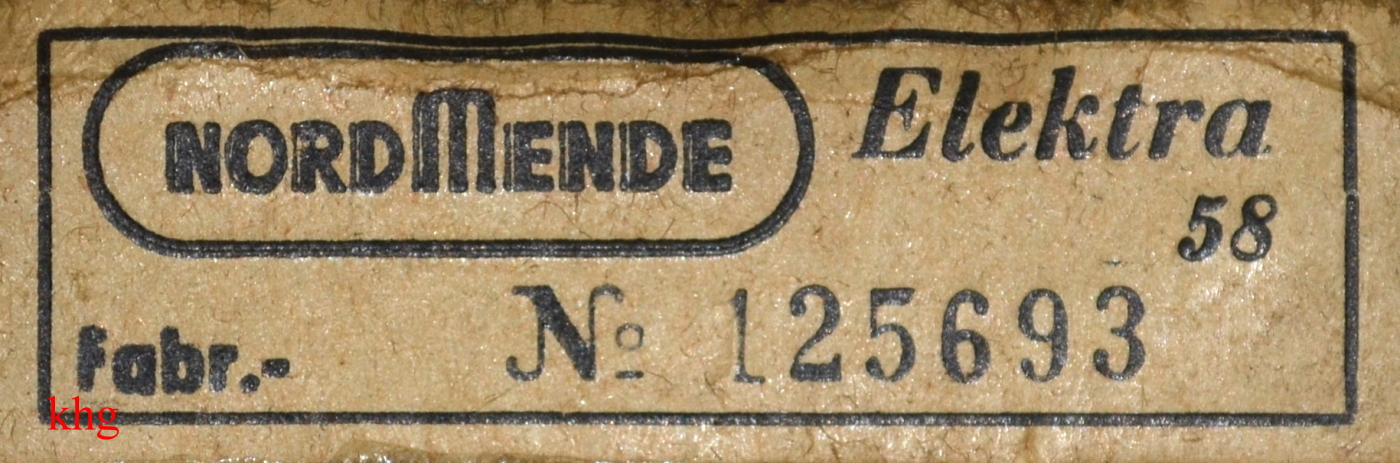 NORDMENDE Elektra
58
Fabr.- No 125693
khg